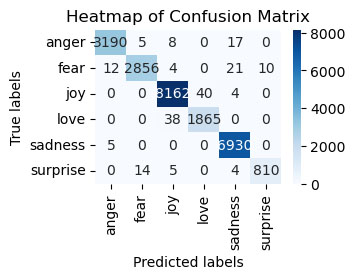 Heatmap of Confusion Matrix
True labels
anger 3190 5 8 0 17 0
fear 12 2856 4 0 21 10
joy 0 0 8162 40 4 0
love 0 0 38 1865 0 0
sadness 5 0 0 0 6930 0
surprise 0 14 5 0 4 810
anger fear joy love sadness surprise
Predicted labels
8000
6000
4000
2000
0